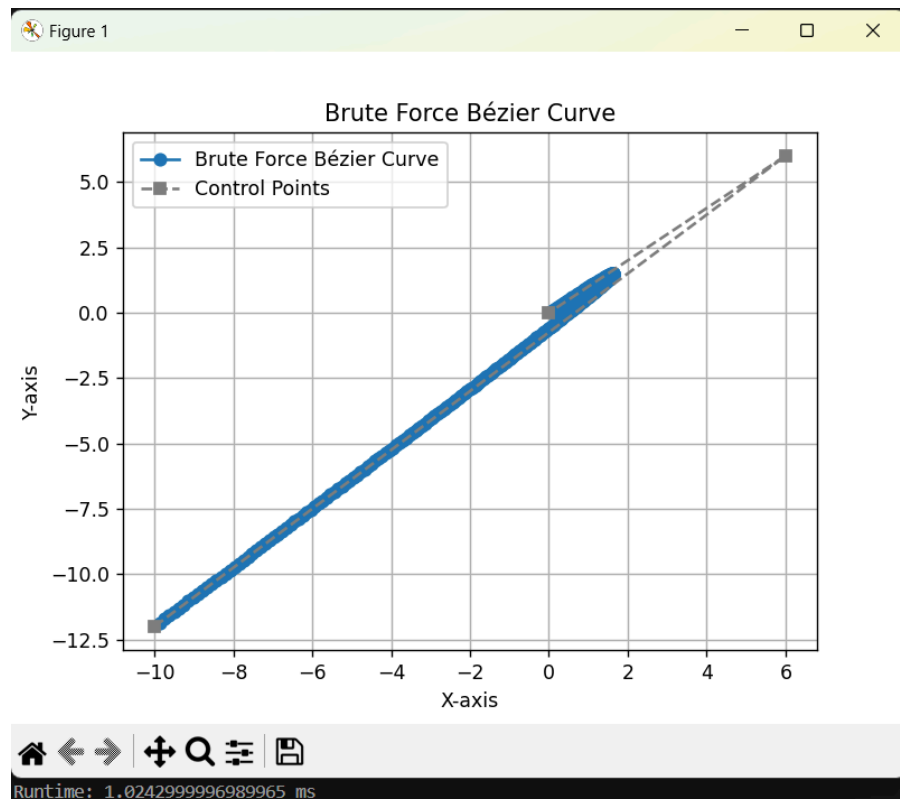 Figure 1
Brute Force Bézier Curve
Brute Force Bézier Curve
Control Points
5.0
2.5
0.0
−2.5
−5.0
−7.5
−10.0
−12.5
Y-axis
−10 −8 −6 −4 −2 0 2 4 6
X-axis
Runtime: 1.0242999996989965 ms